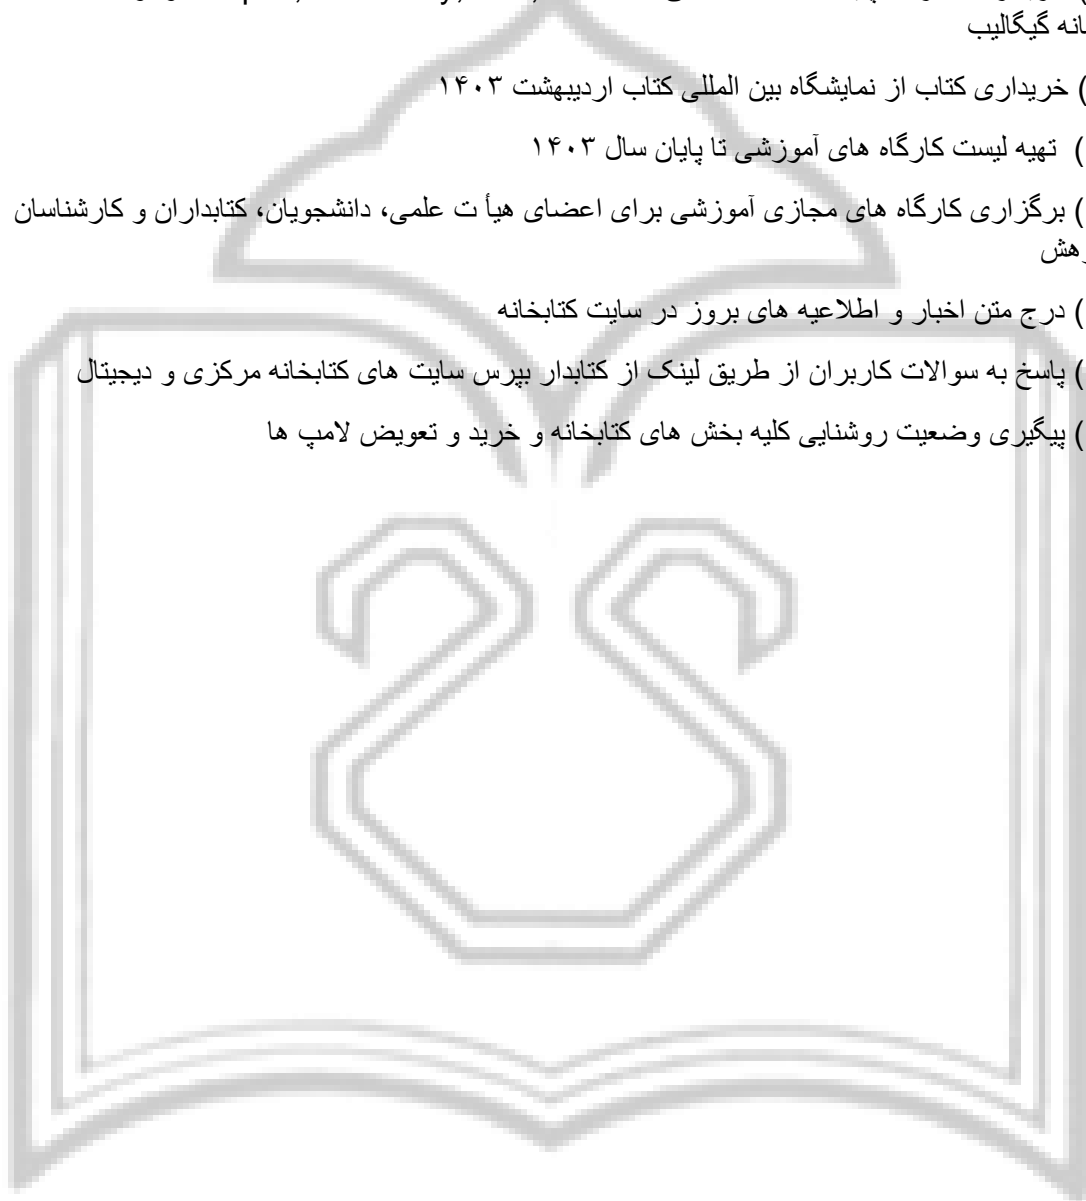 انه گیگالیب
) خریداری کتاب از نمایشگاه بین المللی کتاب اردیبهشت ۱۴۰۳
) تهیه لیست کارگاه های آموزشی تا پایان سال ۱۴۰۳
) برگزاری کارگاه های مجازی آموزشی برای اعضای هیأ ت علمی، دانشجویان، کتابداران و کارشناسان
وهش
) درج متن اخبار و اطلاعیه های بروز در سایت کتابخانه
) پاسخ به سوالات کاربران از طریق لینک از کتابدار بپرس سایت های کتابخانه مرکزی و دیجیتال
) پیگیری وضعیت روشنایی کلیه بخش های کتابخانه و خرید و تعویض لامپ ها